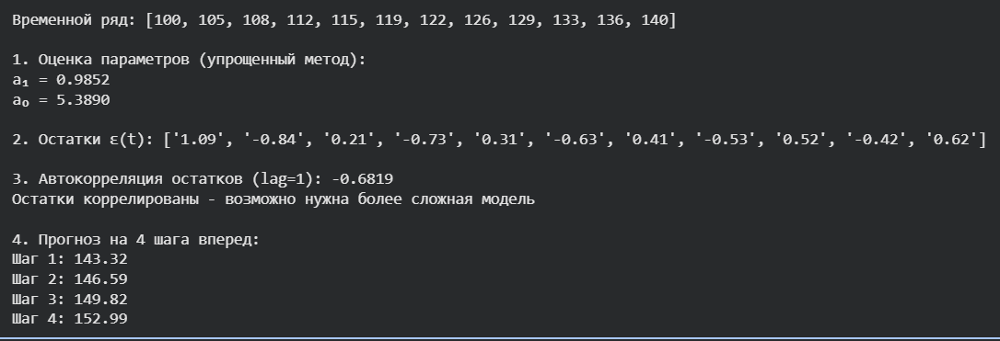 Временной ряд: [100, 105, 108, 112, 115, 119, 122, 126, 129, 133, 136, 140]
1. Оценка параметров (упрощенный метод):
a₁ = 0.9852
a₀ = 5.3890
2. Остатки ε(t): ['1.09', '-0.84', '0.21', '-0.73', '0.31', '-0.63', '0.41', '-0.53', '0.52', '-0.42', '0.62']
3. Автокорреляция остатков (lag=1): -0.6819
Остатки коррелированы - возможно нужна более сложная модель
4. Прогноз на 4 шага вперед:
Шаг 1: 143.32
Шаг 2: 146.59
Шаг 3: 149.82
Шаг 4: 152.99